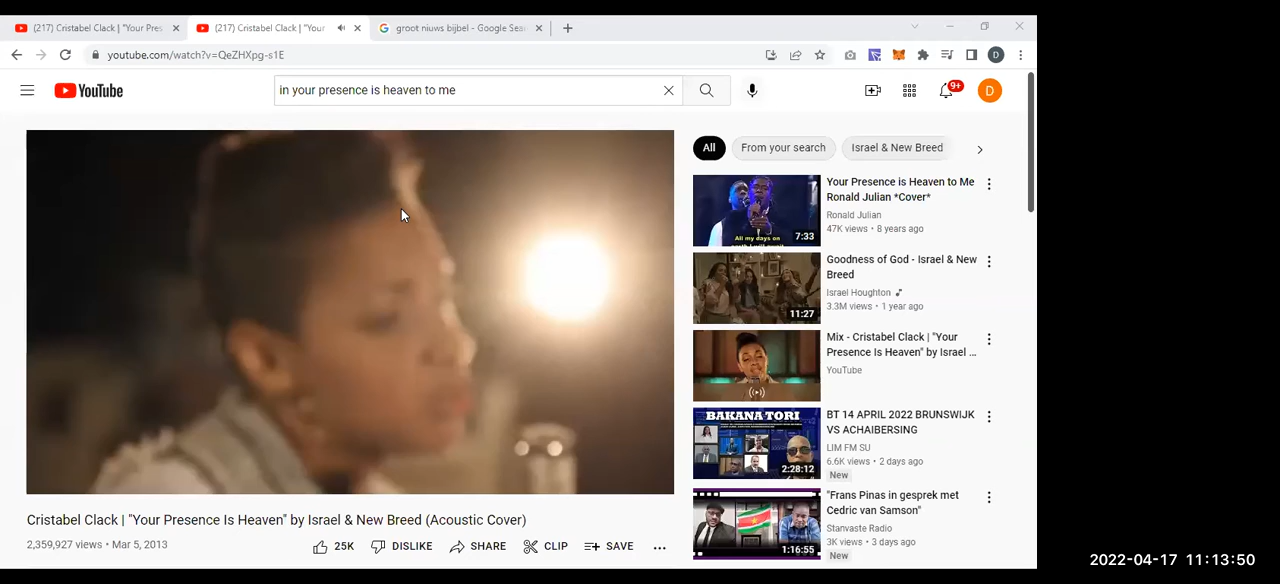 (217) Cristabel Clack | "Your Pres
(217) Cristabel Clack | "Your
groot niuws bijbel - Google Sear
youtube.com/watch?v=QeZHXpg-s1E
D
YouTube
in your presence is heaven to me
9+
D
All
From your search
Israel & New Breed
All my days on
7:33
Your Presence is Heaven to Me
Ronald Julian *Cover*
Ronald Julian
47K views • 8 years ago
11:27
Goodness of God - Israel & New
Breed
Israel Houghton
3.3M views • 1 year ago
Mix - Cristabel Clack | "Your
Presence Is Heaven" by Israel ...
YouTube
BAKANA TORI
2:28:12
BT 14 APRIL 2022 BRUNSWIJK
VS ACHAIBERSING
LIM FM SU
6.6K views • 2 days ago
New
1:16:55
"Frans Pinas in gesprek met
Cedric van Samson"
Stanvaste Radio
3K views • 3 days ago
New
Cristabel Clack | "Your Presence Is Heaven" by Israel & New Breed (Acoustic Cover)
2,359,927 views • Mar 5, 2013
25K
DISLIKE
SHARE
CLIP
SAVE
2022-04-17 11:13:50